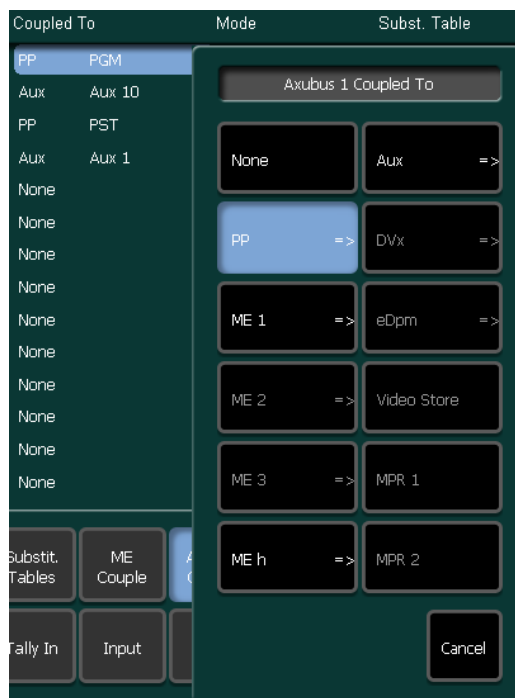 Coupled To Mode Subst. Table
PP PGM
Aux Aux 10
PP PST
Aux Aux 1
None
None
None
None
None
None
None
None
None
None
Axubus 1 Coupled To
None Aux =>
PP => DVx =>
ME 1 => eDpm =>
ME 2 => Video Store
ME 3 => MPR 1
ME h => MPR 2
Cancel
Substit.
Tables
ME
Couple
Tally In
Input